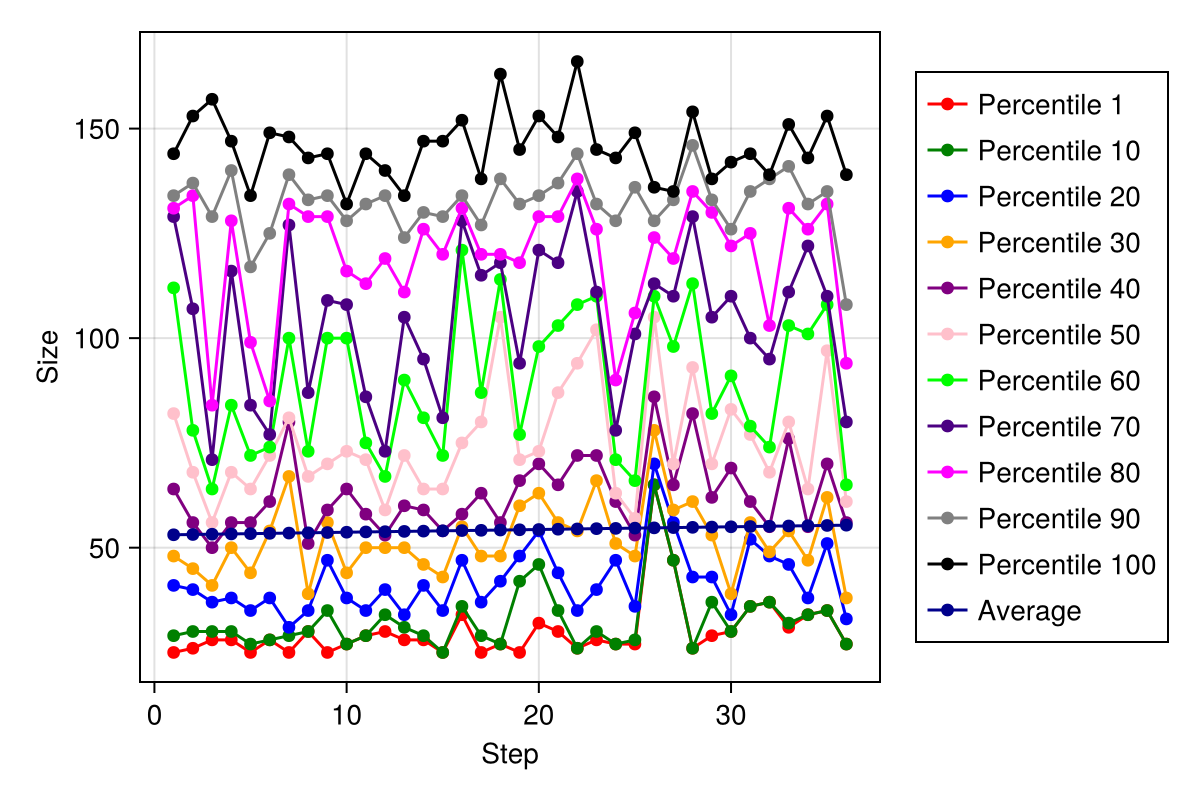 150
100
50
Size
0
10
20
30
Step
Percentile 1
Percentile 10
Percentile 20
Percentile 30
Percentile 40
Percentile 50
Percentile 60
Percentile 70
Percentile 80
Percentile 90
Percentile 100
Average